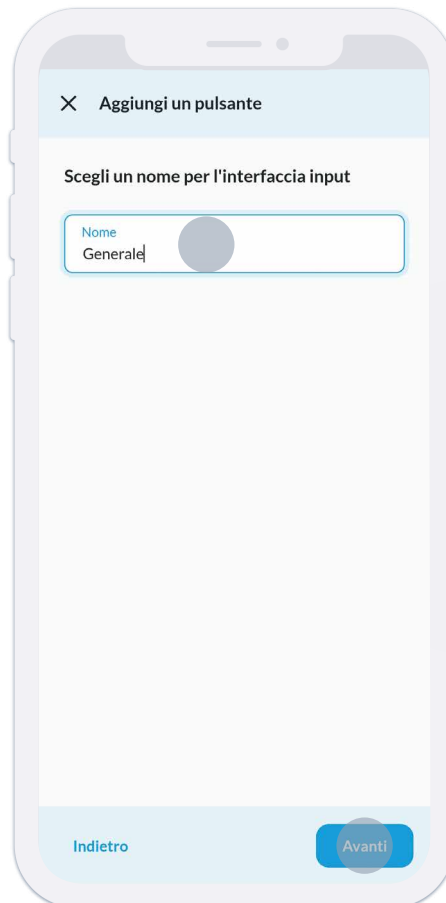 Aggiungi un pulsante
Scegli un nome per l'interfaccia input
Nome
Generale
Indietro
Avanti